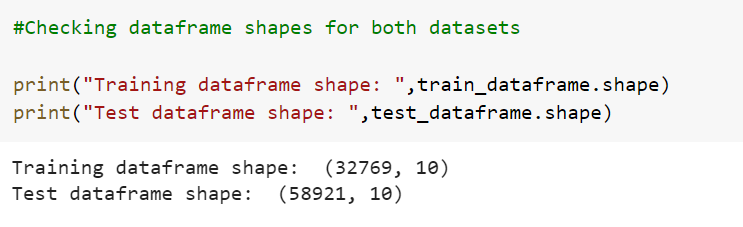 #Checking dataframe shapes for both datasets
print("Training dataframe shape: ",train_dataframe.shape)
print("Test dataframe shape: ",test_dataframe.shape)
Training dataframe shape:  (32769, 10)
Test dataframe shape:  (58921, 10)